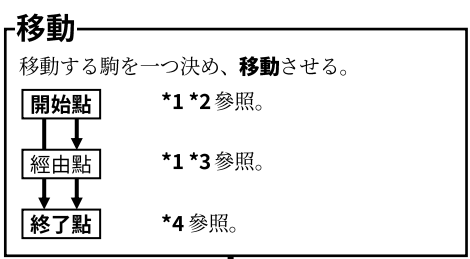 移動
移動する駒を一つ決め、移動させる。
開始點 *1 *2 參照。
經由點 *1 *3 參照。
終了點 *4 參照。